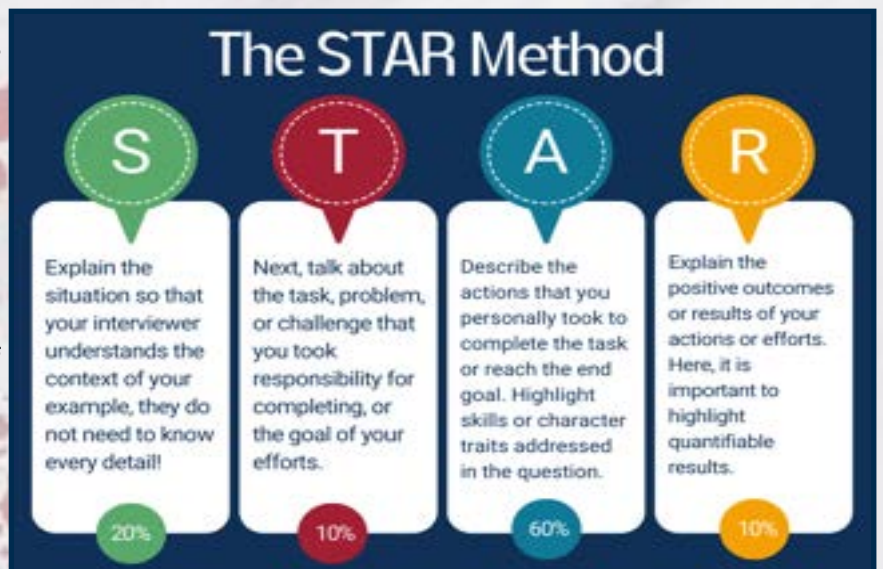 The STAR Method
S
Explain the
situation so that
your interviewer
understands the
context of your
example, they do
not need to know
every detail!
20%
T
Next, talk about
the task, problem,
or challenge that
you took
responsibility for
completing, or
the goal of your
efforts.
10%
A
Describe the
actions that you
personally took to
complete the task
or reach the end
goal. Highlight
skills or character
traits addressed
in the question.
60%
R
Explain the
positive outcomes
or results of your
actions or efforts.
Here, it is
important to
highlight
quantifiable
results.
10%